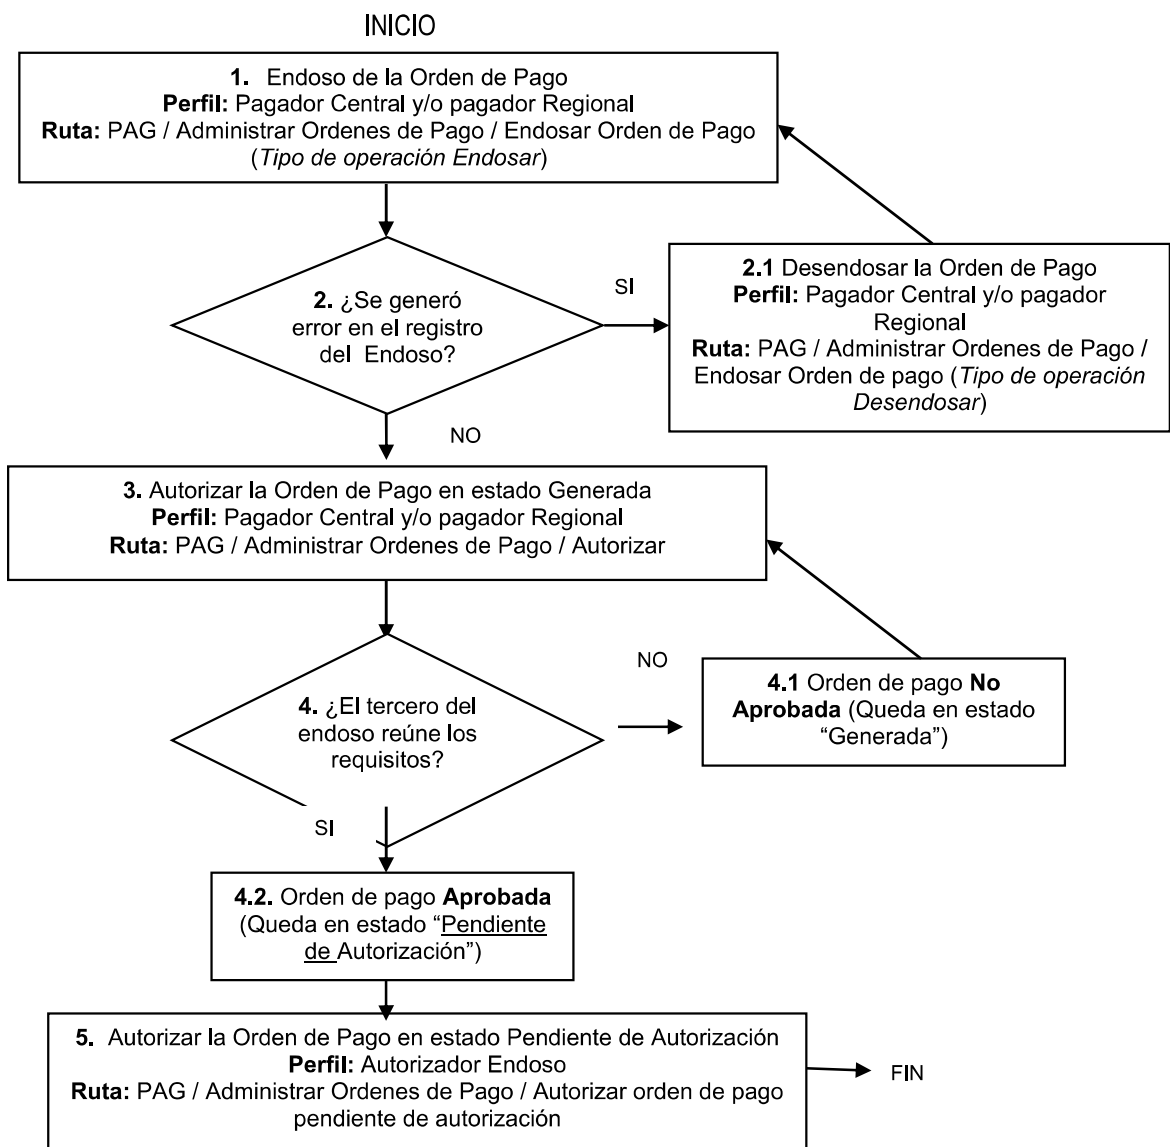 INICIO
1. Endoso de la Orden de Pago
Perfil: Pagador Central y/o pagador Regional
Ruta: PAG / Administrar Ordenes de Pago / Endosar Orden de Pago
(Tipo de operación Endosar)
2. ¿Se generó
error en el registro
del Endoso?
SI
2.1 Desendosar la Orden de Pago
Perfil: Pagador Central y/o pagador
Regional
Ruta: PAG / Administrar Ordenes de Pago /
Endosar Orden de pago (Tipo de operación
Desendosar)
NO
3. Autorizar la Orden de Pago en estado Generada
Perfil: Pagador Central y/o pagador Regional
Ruta: PAG / Administrar Ordenes de Pago / Autorizar
4. ¿El tercero del
endoso reúne los
requisitos?
NO
4.1 Orden de pago No
Aprobada (Queda en estado
“Generada”)
SI
4.2. Orden de pago Aprobada
(Queda en estado “Pendiente
de Autorización”)
5. Autorizar la Orden de Pago en estado Pendiente de Autorización
Perfil: Autorizador Endoso
Ruta: PAG / Administrar Ordenes de Pago / Autorizar orden de pago
pendiente de autorización
FIN